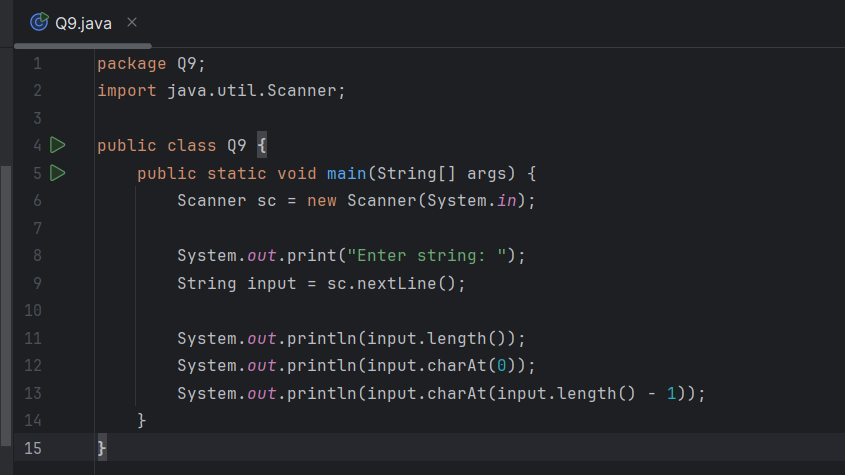 Q9.java
1 package Q9;
2 import java.util.Scanner;
3
4 public class Q9 {
5     public static void main(String[] args) {
6         Scanner sc = new Scanner(System.in);
7
8         System.out.print("Enter string: ");
9         String input = sc.nextLine();
10
11         System.out.println(input.length());
12         System.out.println(input.charAt(0));
13         System.out.println(input.charAt(input.length() - 1));
14     }
15 }